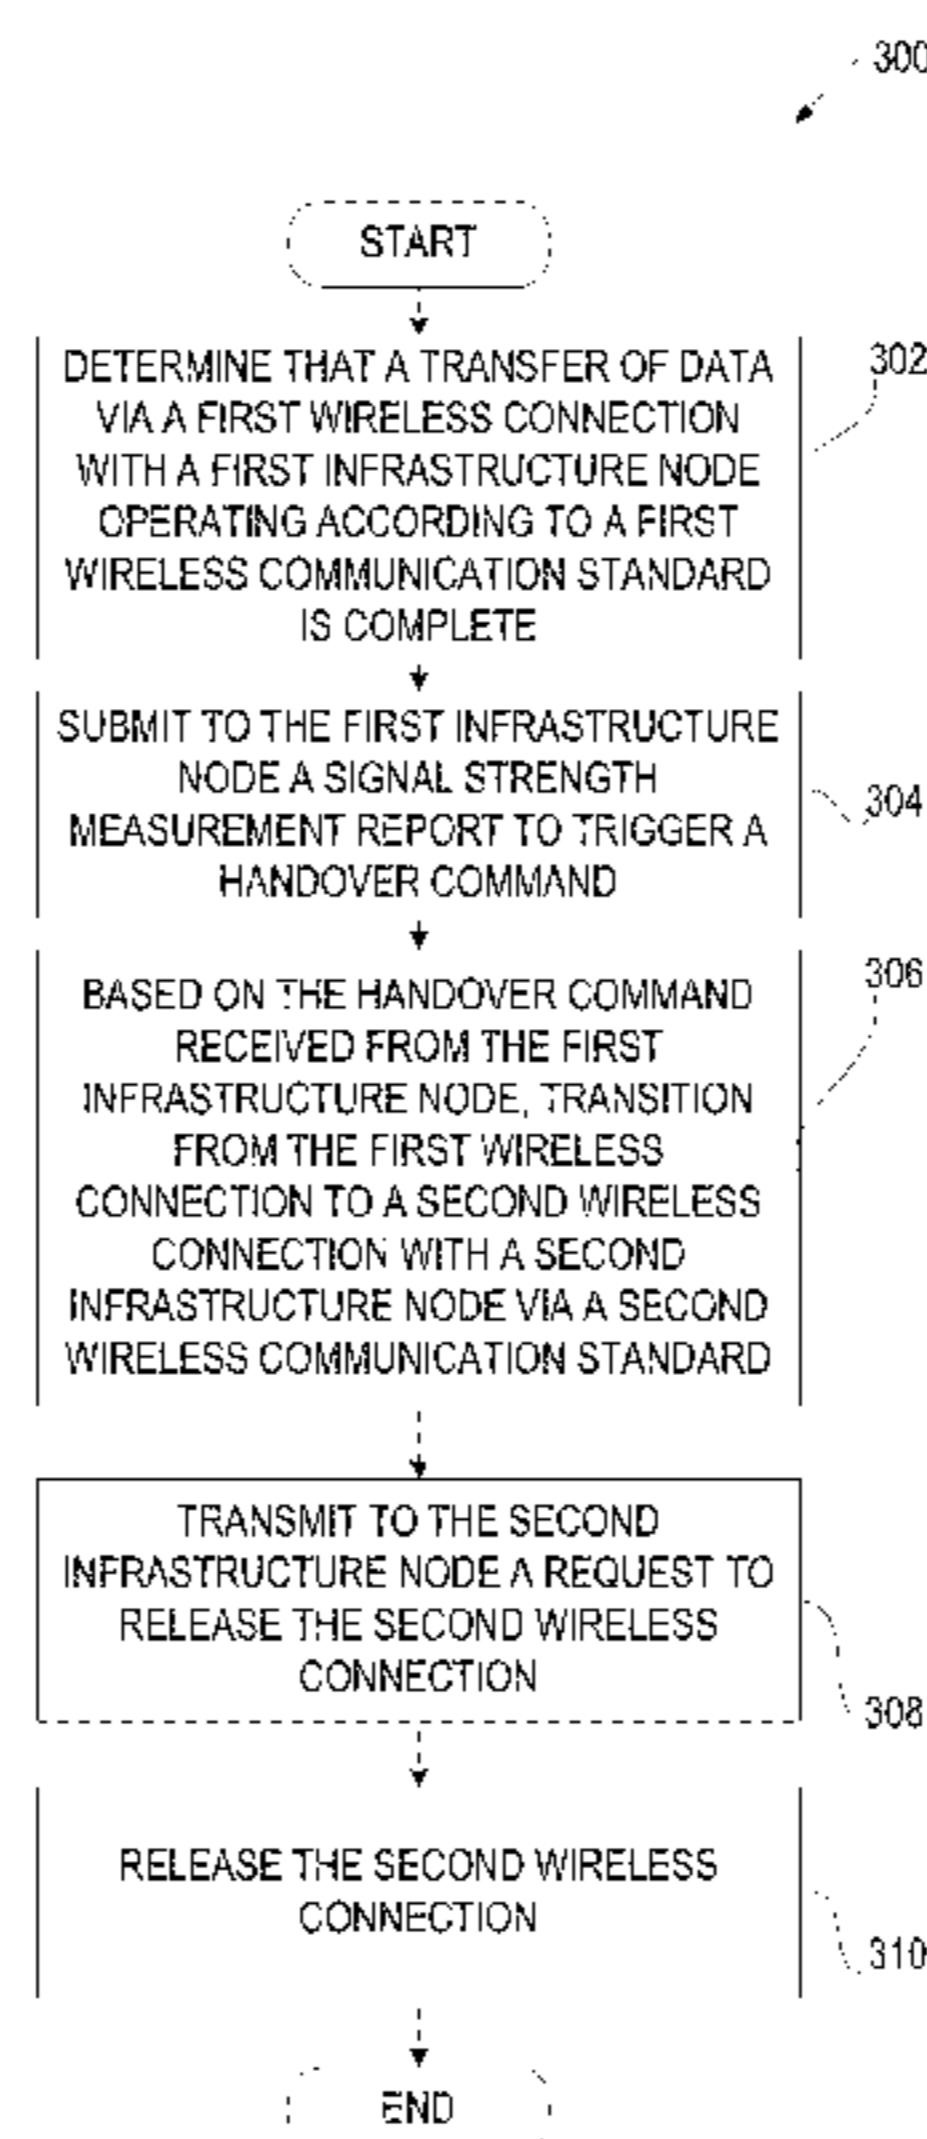 300
START
DETERMINE THAT A TRANSFER OF DATA
VIA A FIRST WIRELESS CONNECTION
WITH A FIRST INFRASTRUCTURE NODE
OPERATING ACCORDING TO A FIRST
WIRELESS COMMUNICATION STANDARD
IS COMPLETE
302
SUBMIT TO THE FIRST INFRASTRUCTURE
NODE A SIGNAL STRENGTH
MEASUREMENT REPORT TO TRIGGER A
HANDOVER COMMAND
304
BASED ON THE HANDOVER COMMAND
RECEIVED FROM THE FIRST
INFRASTRUCTURE NODE, TRANSITION
FROM THE FIRST WIRELESS
CONNECTION TO A SECOND WIRELESS
CONNECTION WITH A SECOND
INFRASTRUCTURE NODE VIA A SECOND
WIRELESS COMMUNICATION STANDARD
306
TRANSMIT TO THE SECOND
INFRASTRUCTURE NODE A REQUEST TO
RELEASE THE SECOND WIRELESS
CONNECTION
308
RELEASE THE SECOND WIRELESS
CONNECTION
310
END